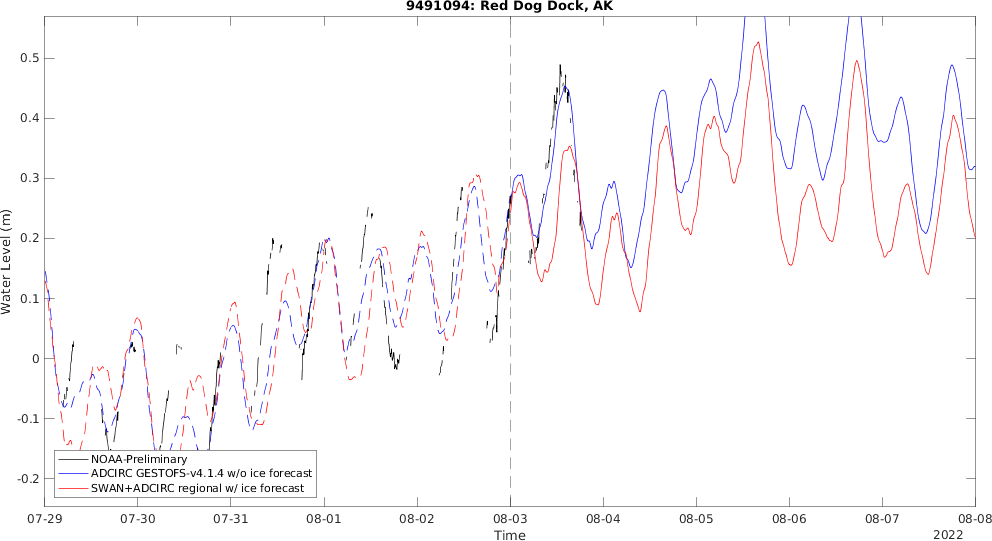 9491094: Red Dog Dock, AK
Water Level (m)
0.5
0.4
0.3
0.2
0.1
0
-0.1
-0.2
NOAA-Preliminary
ADCIRC GESTOFS-v4.1.4 w/o ice forecast
SWAN+ADCIRC regional w/ ice forecast
07-29 07-30 07-31 08-01 08-02 08-03 08-04 08-05 08-06 08-07 08-08
Time
2022